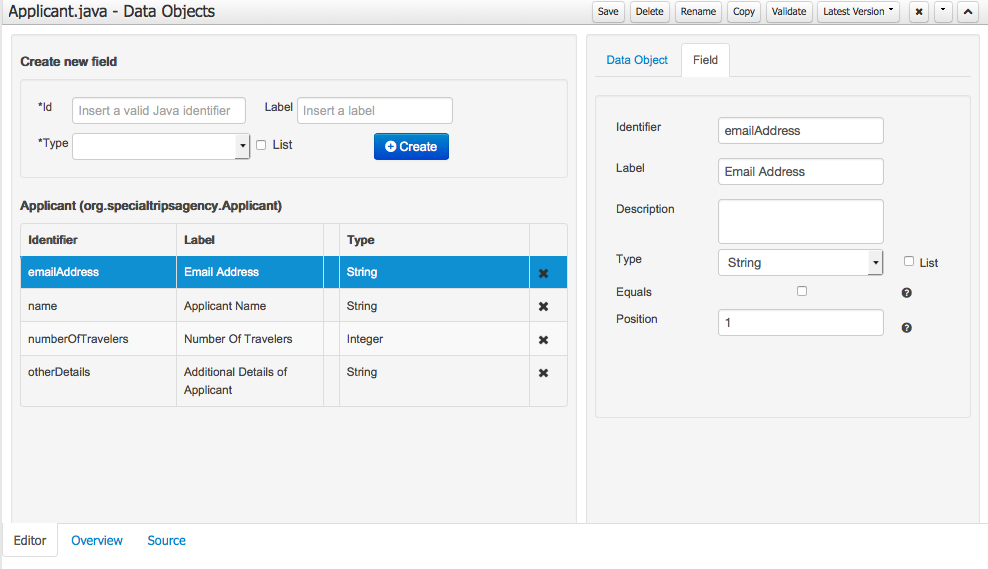 Applicant.java - Data Objects
Save Delete Rename Copy Validate Latest Version
Create new field
*Id Insert a valid Java identifier Label Insert a label
*Type List Create
Applicant (org.specialtripsagency.Applicant)
Identifier Label Type
emailAddress Email Address String
name Applicant Name String
numberOfTravelers Number Of Travelers Integer
otherDetails Additional Details of String
Applicant
Data Object Field
Identifier emailAddress
Label Email Address
Description
Type String List
Equals ?
Position 1 ?
Editor Overview Source